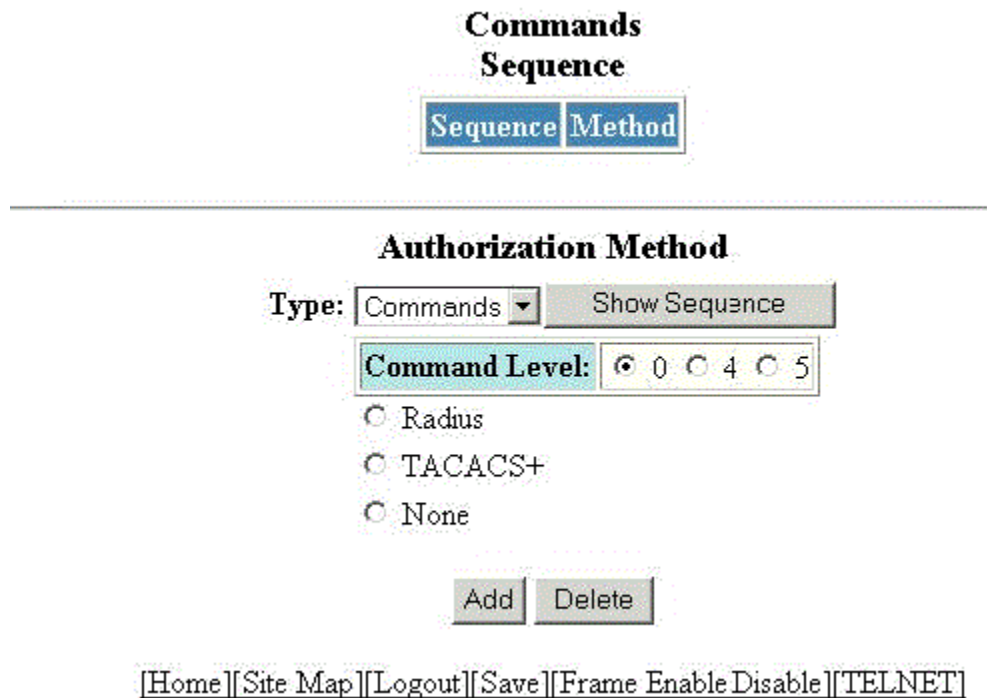 Commands
Sequence
Sequence Method
Authorization Method
Type: Commands Show Sequence
Command Level: 0 4 5
Radius
TACACS+
None
Add Delete
[Home][Site Map][Logout][Save][Frame Enable Disable][TELNET]